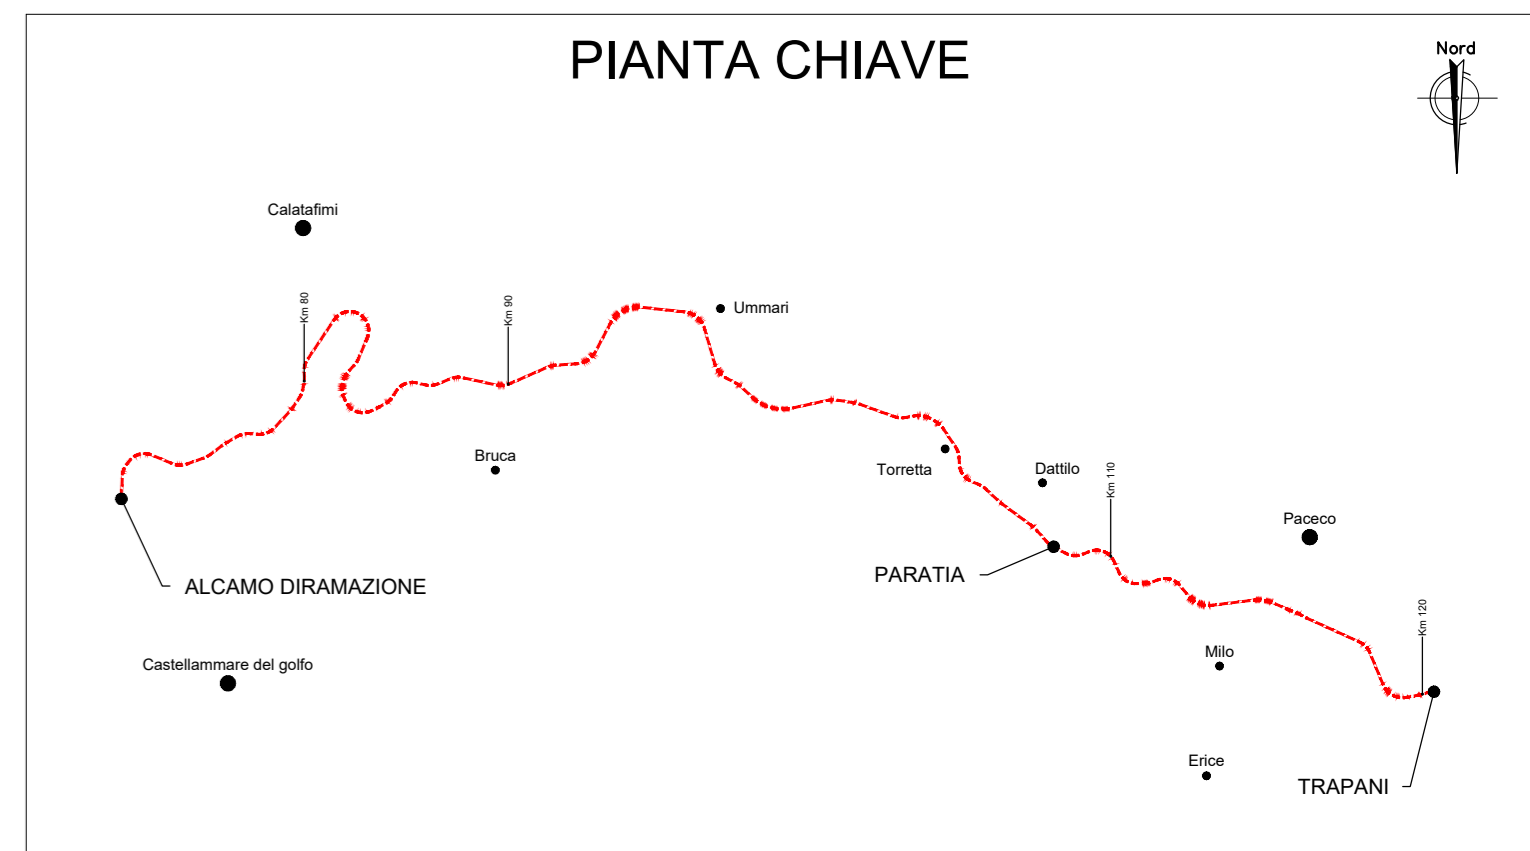 PIANTA CHIAVE
Nord
Calatafimi
Km 80
Km 90
Ummari
Bruca
Torretta
Dattilo
Km 110
Paceco
PARATIA
ALCAMO DIRAMAZIONE
Km 120
Castellammare del golfo
Milo
Erice
TRAPANI